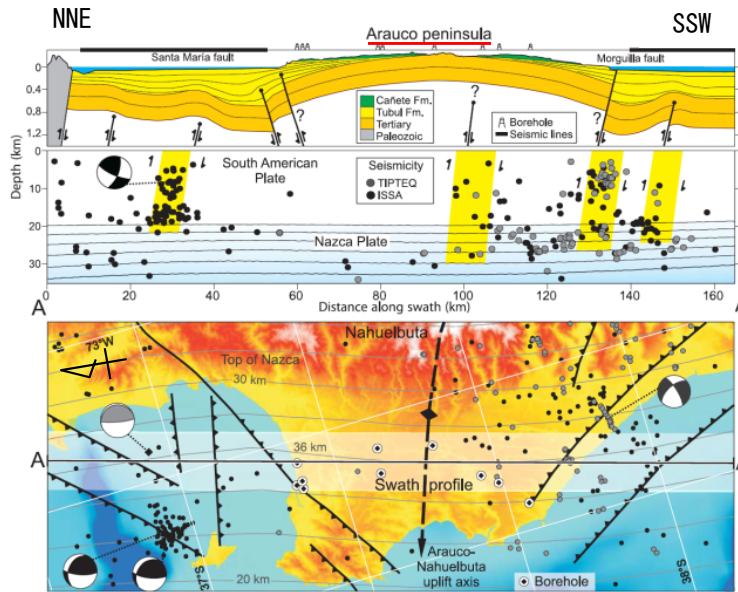 NNE
SSW
Arauco peninsula
Santa María fault
Morguilla fault
0
0.4
0.8
1.2
?
?
?
?
Cañete Fm.
Tubul Fm.
Tertiary
Paleozoic
Borehole
Seismic lines
Depth (km)
0
10
20
30
South American
Plate
Seismicity
TIPTEQ
ISSA
Nazca Plate
0
20
40
60
80
100
120
140
160
A
Distance along swath (km)
73°W
Nahuelbuta
Top of Nazca
30 km
36 km
A
Swath profile
Arauco-
Nahuelbuta
uplift axis
37°S
20 km
Borehole
38°S